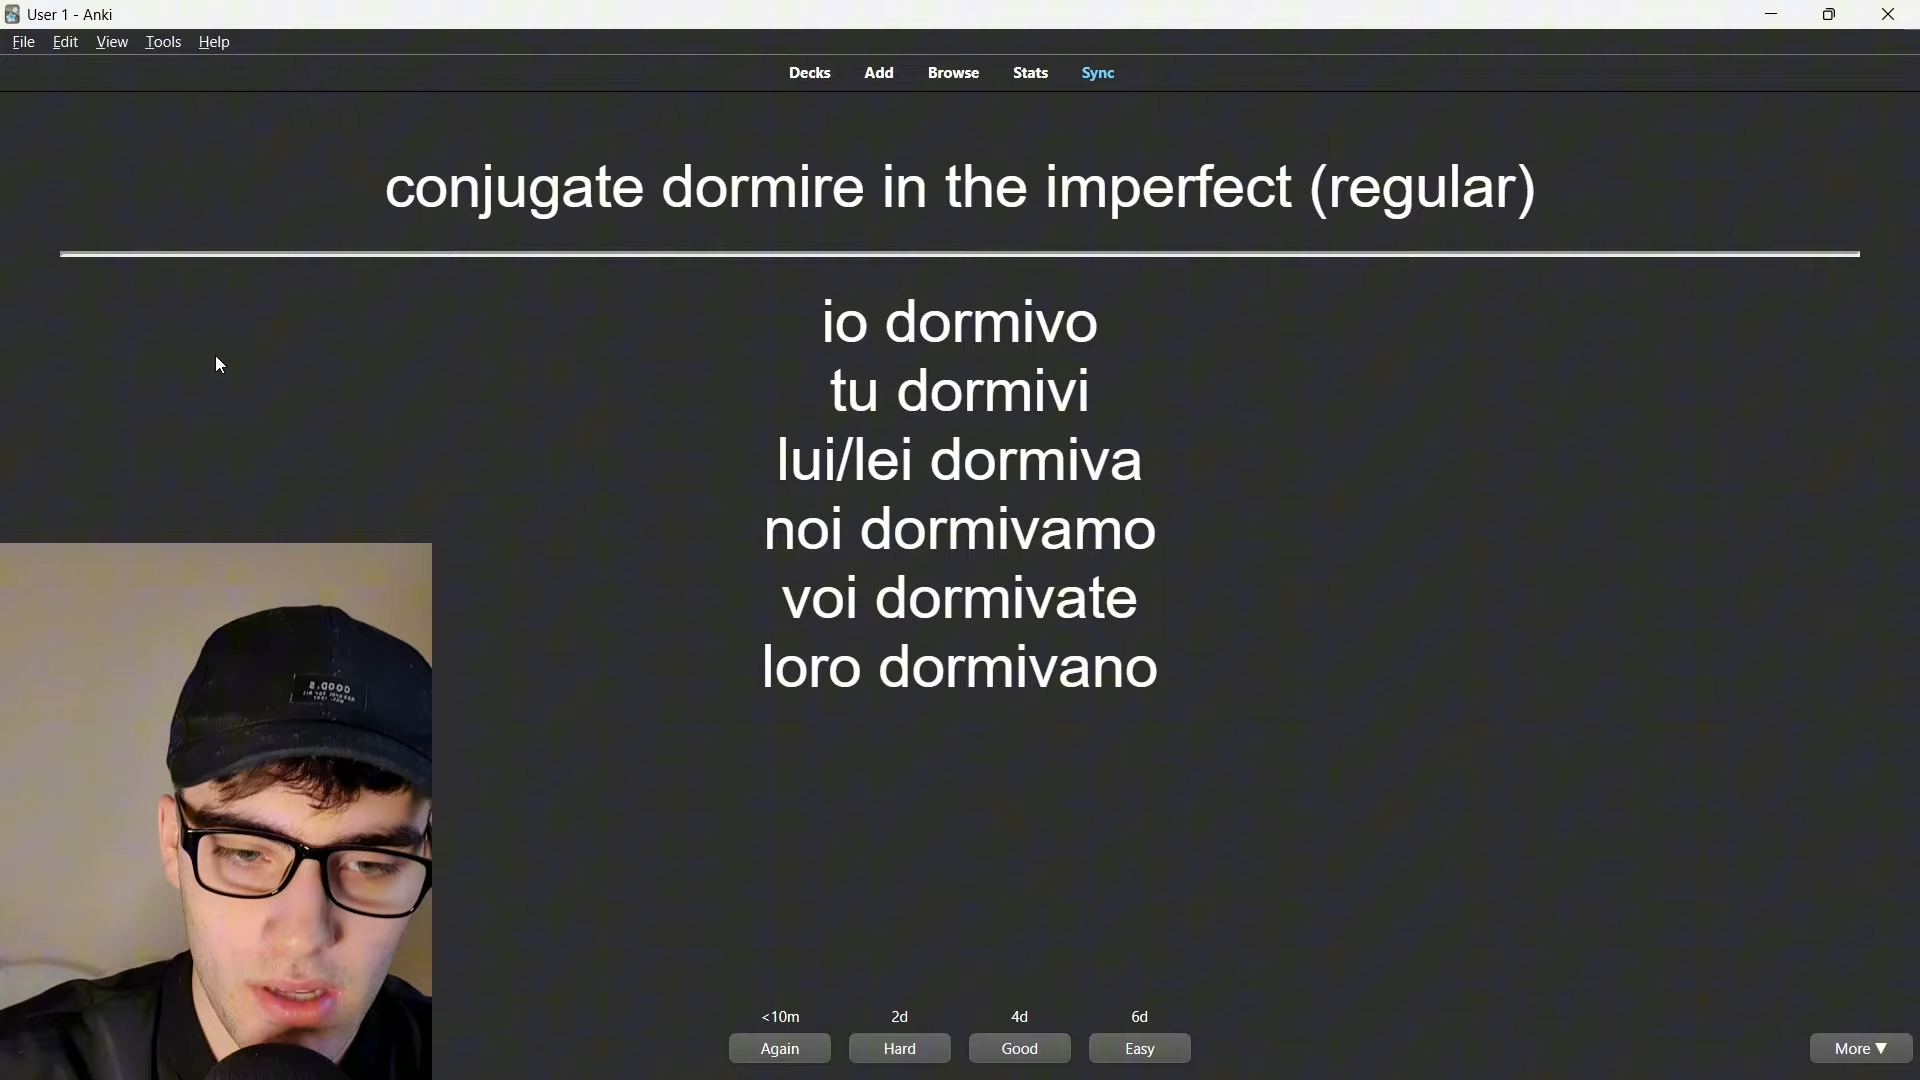 User 1 - Anki
File Edit View Tools Help
Decks Add Browse Stats Sync
conjugate dormire in the imperfect (regular)
io dormivo
tu dormivi
lui/lei dormiva
noi dormivamo
voi dormivate
loro dormivano
GOOD.S
<10m 2d 4d 6d
Again Hard Good Easy
More ▼